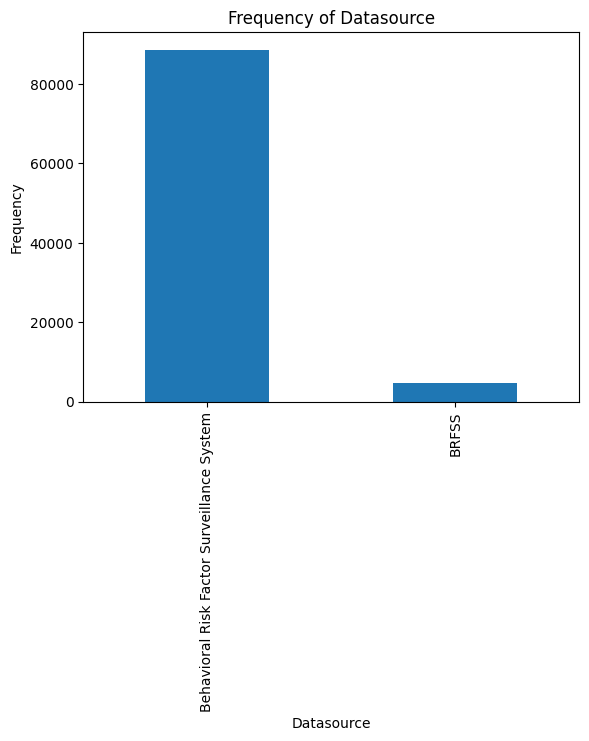 Frequency of Datasource
Frequency
80000
60000
40000
20000
0
Behavioral Risk Factor Surveillance System
BRFSS
Datasource